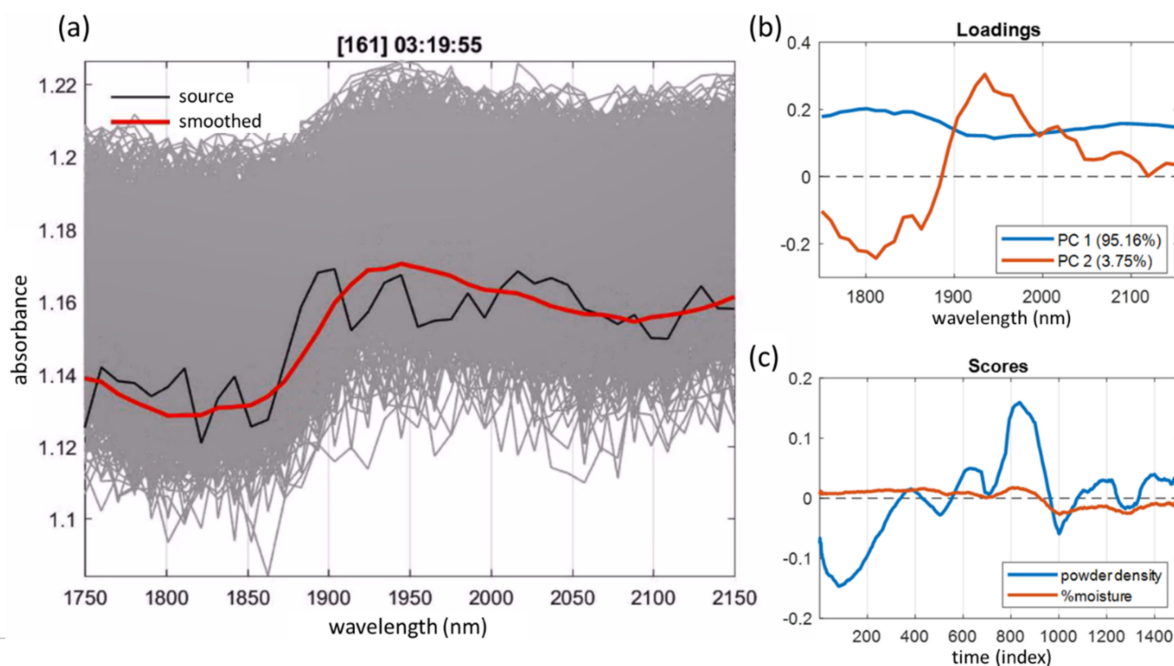 (a)
[161] 03:19:55
source
smoothed
1.22
1.2
1.18
1.16
1.14
1.12
1.1
absorbance
1750 1800 1850 1900 1950 2000 2050 2100 2150
wavelength (nm)
(b)
Loadings
0.4
0.2
0
-0.2
PC 1 (95.16%)
PC 2 (3.75%)
1800 1900 2000 2100
wavelength (nm)
(c)
Scores
0.2
0.1
0
-0.1
-0.2
powder density
%moisture
200 400 600 800 1000 1200 1400
time (index)